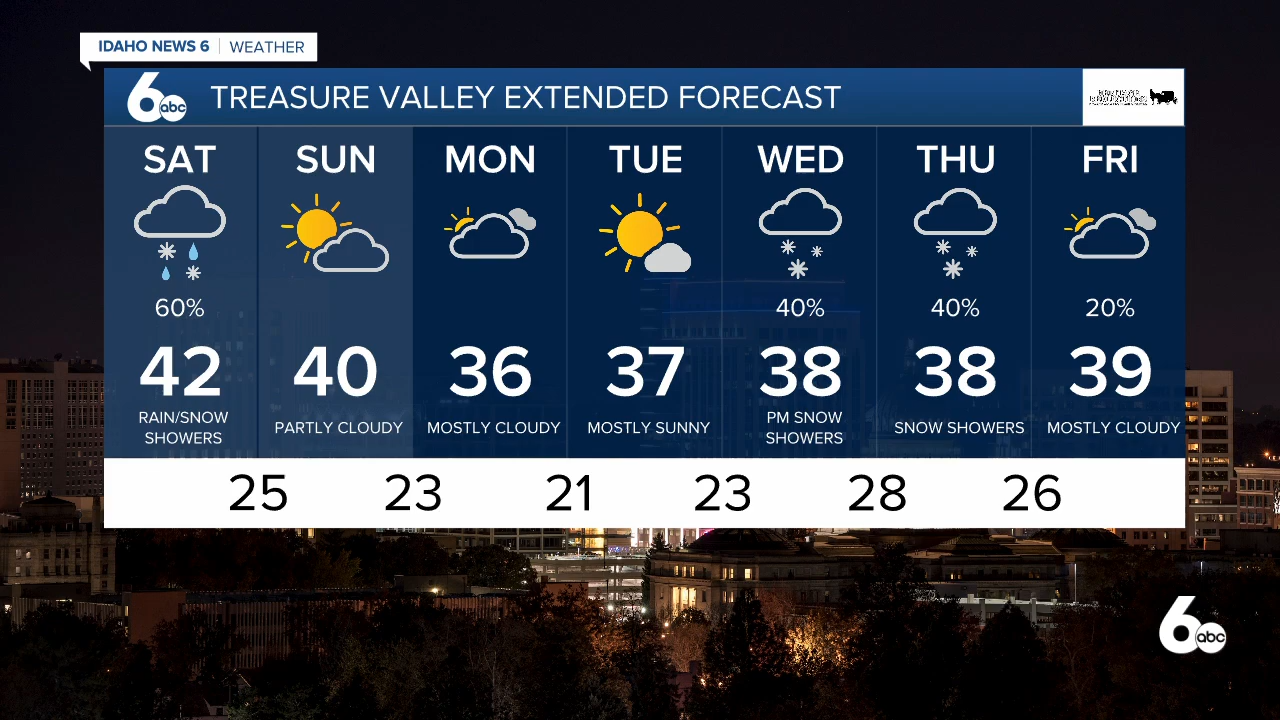 IDAHO NEWS 6 | WEATHER
6 abc TREASURE VALLEY EXTENDED FORECAST
SAT SUN MON TUE WED THU FRI
60% 40% 40% 20%
42 40 36 37 38 38 39
RAIN/SNOW SHOWERS PARTLY CLOUDY MOSTLY CLOUDY MOSTLY SUNNY PM SNOW SHOWERS SNOW SHOWERS MOSTLY CLOUDY
25 23 21 23 28 26
6 abc